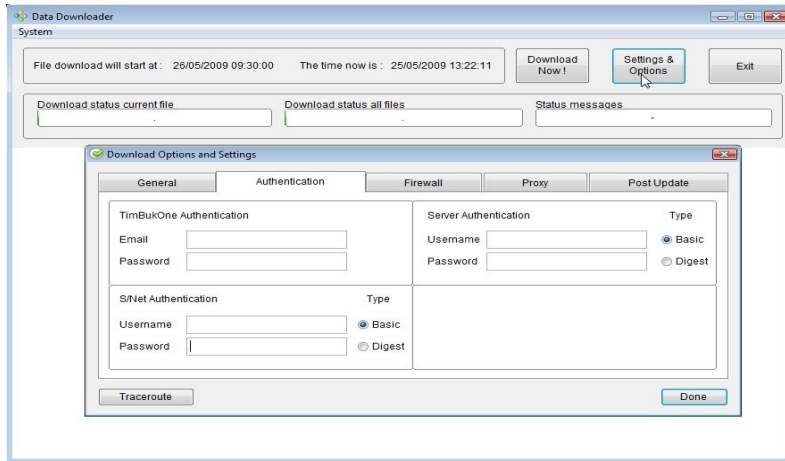 Data Downloader
System
File download will start at : 26/05/2009 09:30:00 The time now is : 25/05/2009 13:22:11
Download Now !
Settings & Options
Exit
Download status current file
.
Download status all files
.
Status messages
-
Download Options and Settings
General Authentication Firewall Proxy Post Update
TimBukOne Authentication
Email
Password
Server Authentication Type
Username Basic
Password Digest
S/Net Authentication Type
Username Basic
Password Digest
Traceroute Done